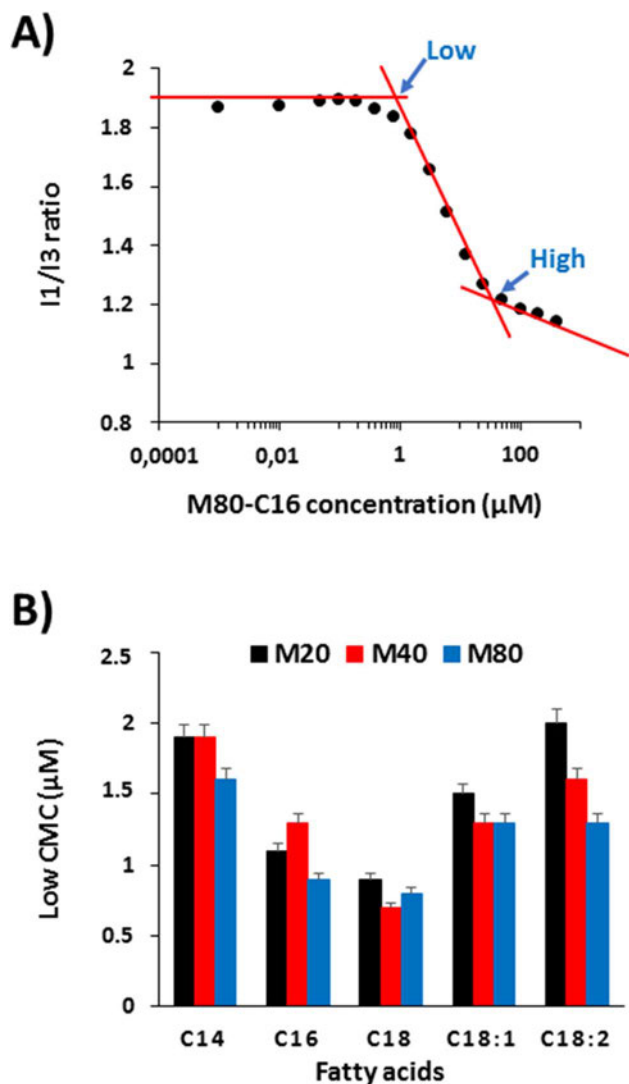 A)
Low
2
1.8
1.6
1.4
1.2
1
0.8
I1/I3 ratio
High
0,0001 0,01 1 100
M80-C16 concentration (µM)
B)
M20 M40 M80
2.5
2
1.5
1
0.5
0
Low CMC (µM)
C14 C16 C18 C18:1 C18:2
Fatty acids